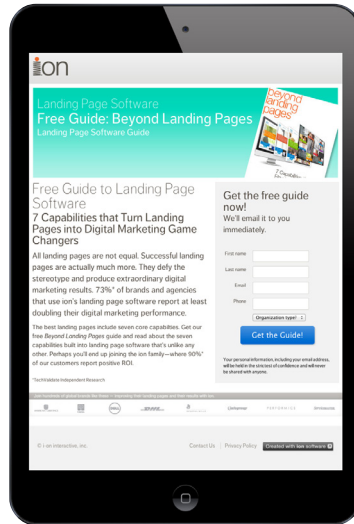 ion
Landing Page Software
Free Guide: Beyond Landing Pages
Landing Page Software Guide
beyond
landing
pages
7 Capabilities
Free Guide to Landing Page
Software
7 Capabilities that Turn Landing
Pages into Digital Marketing Game
Changers
All landing pages are not equal. Successful landing
pages are actually much more. They defy the
stereotype and produce extraordinary digital
marketing results. 73%* of brands and agencies
that use ion's landing page software report at least
doubling their digital marketing performance.
The best landing pages include seven core capabilities. Get our
free Beyond Landing Pages guide and read about the seven
capabilities built into landing page software that's unlike any
other. Perhaps you'll end up joining the ion family—where 90%*
of our customers report positive ROI.
*TechValidate Independent Research
Get the free guide
now!
We'll email it to you
immediately.
First name
Last name
Email
Phone
Organization type?
Get the Guide!
Your personal information, including your email address,
will be held in the strictest of confidence and will never
be shared with anyone.
DELL
© i-on interactive, inc.
Contact Us | Privacy Policy
Created with ion software